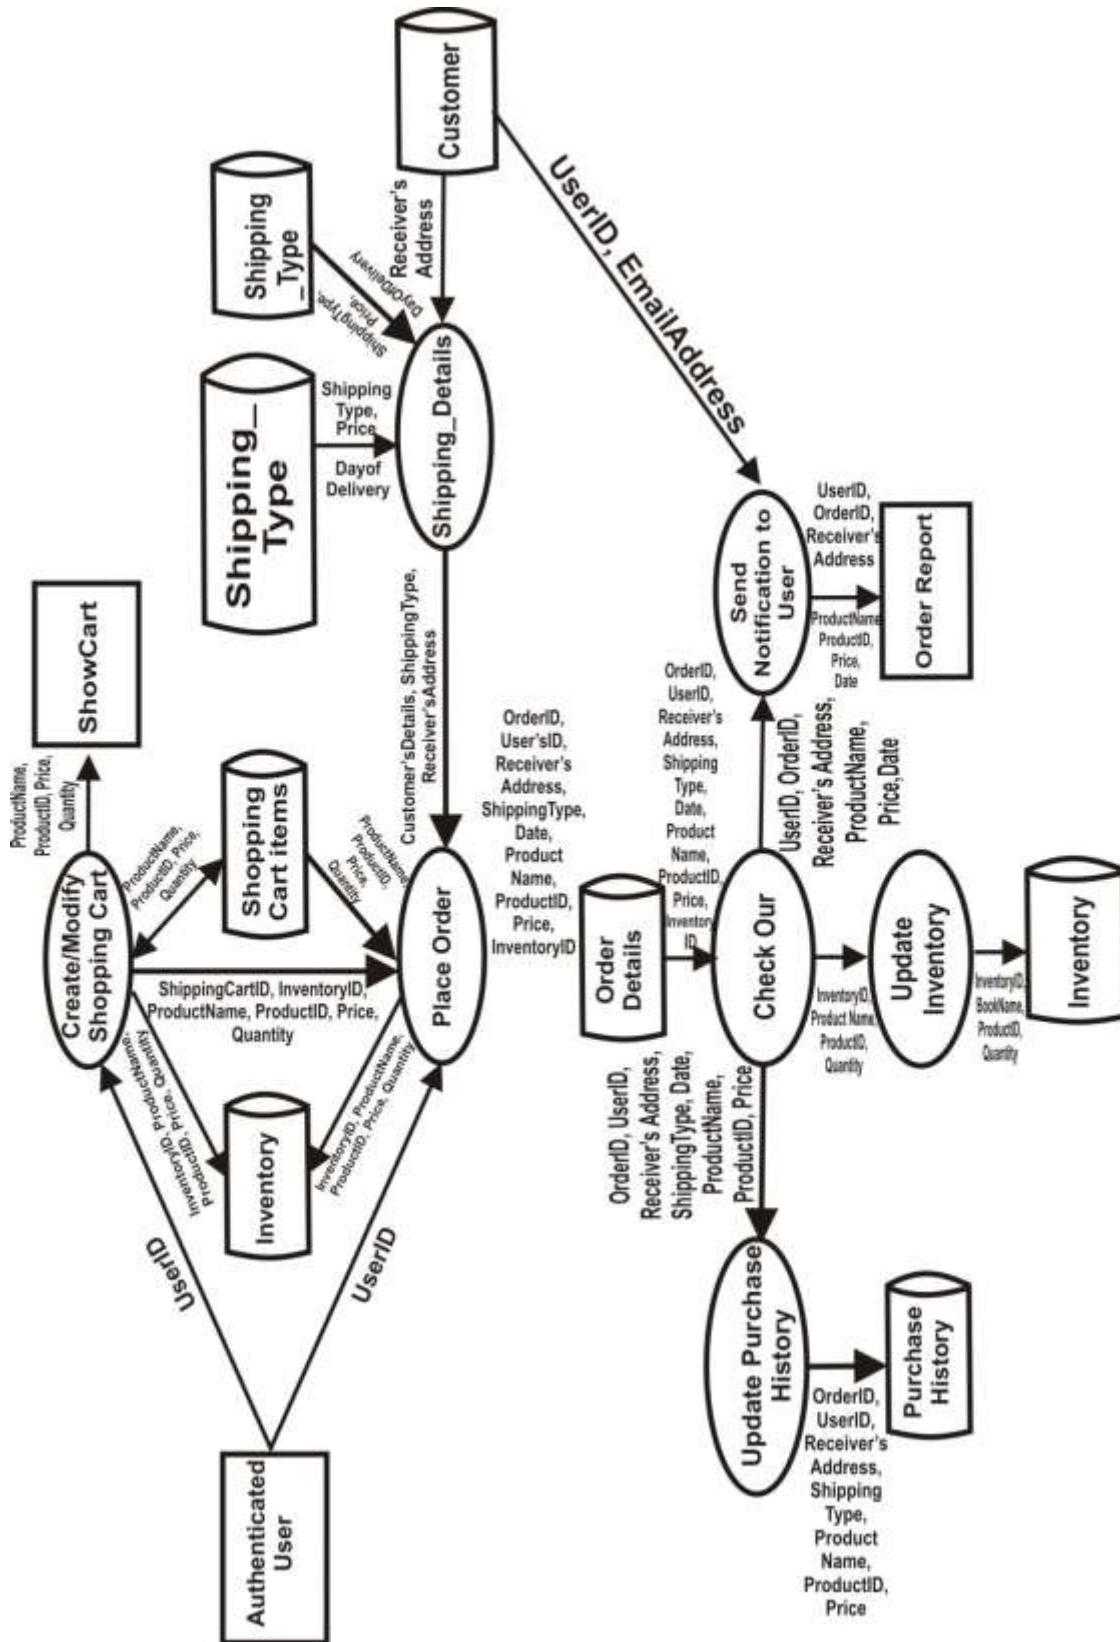 Customer
Shipping
_Type
Receiver's
Address
ShippingType,
Price,
DayOfDelivery
UserID, EmailAddress
Shipping_
Type
Shipping
Type,
Price
Dayof
Delivery
Shipping_Details
ShowCart
ProductName,
ProductID, Price,
Quantity
Customer'sDetails, ShippingType,
Receiver'sAddress
Send
Notification to
User
UserID,
OrderID,
Receiver's
Address
ProductName
ProductID,
Price,
Date
Order Report
Create/Modify
Shopping Cart
ProductName,
ProductID, Price,
Quantity
Shopping
Cart items
ProductName,
ProductID,
Price,
Quantity
ShippingCartID, InventoryID,
ProductName, ProductID, Price,
Quantity
Place Order
OrderID,
User'sID,
Receiver's
Address,
ShippingType,
Date,
Product
Name,
ProductID,
Price,
InventoryID
OrderID,
UserID,
Receiver's
Address,
Shipping
Type,
Date,
Product
Name,
ProductID,
Price,
Inventory
ID
UserID, OrderID,
Receiver's Address,
ProductName,
Price,Date
Order
Details
Check Our
InventoryID,
Product Name,
ProductID,
Quantity
Update
Inventory
InventoryID,
BookName,
ProductID,
Quantity
Inventory
InventoryID, ProductName,
ProductID, Price, Quantity
Inventory
InventoryID, ProductName,
ProductID, Price, Quantity
OrderID, UserID,
Receiver's Address,
ShippingType, Date,
ProductName,
ProductID, Price
UserID
UserID
Authenticated
User
Update Purchase
History
OrderID,
UserID,
Receiver's
Address,
Shipping
Type,
Product
Name,
ProductID,
Price
Purchase
History